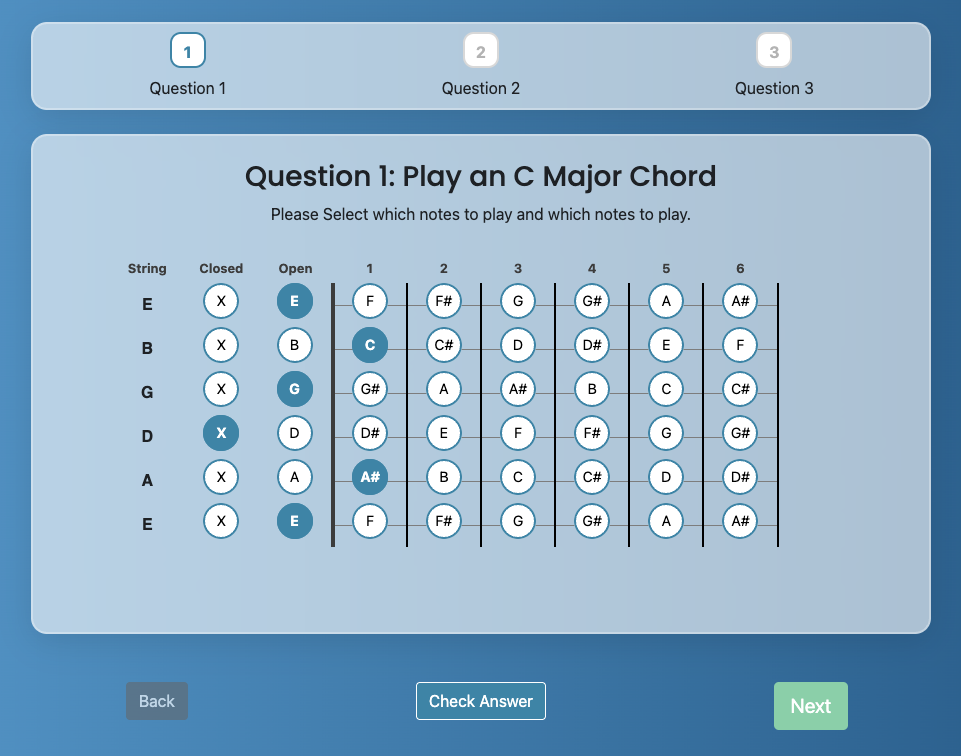 1 2 3
Question 1 Question 2 Question 3
Question 1: Play an C Major Chord
Please Select which notes to play and which notes to play.
String Closed Open 1 2 3 4 5 6
E X E F F# G G# A A#
B X B C C# D D# E F
G X G G# A A# B C C#
D X D D# E F F# G G#
A X A A# B C C# D D#
E X E F F# G G# A A#
Back Check Answer Next